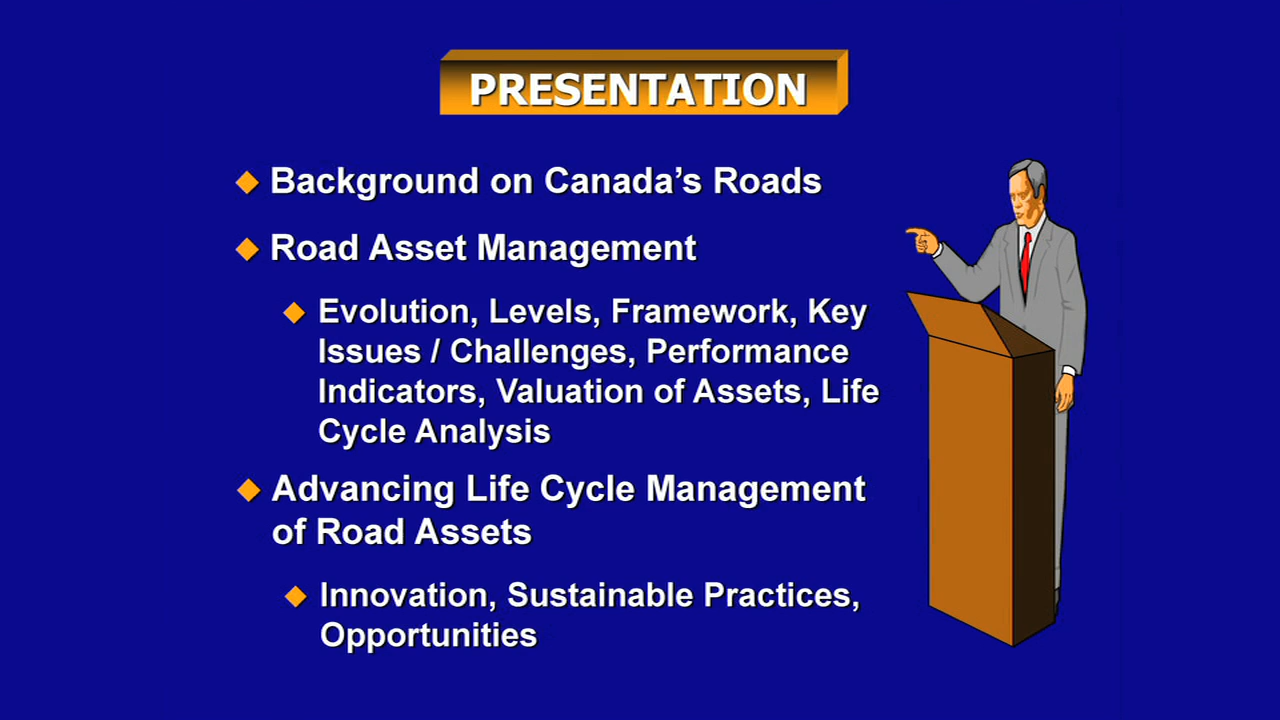 PRESENTATION
Background on Canada's Roads
Road Asset Management
Evolution, Levels, Framework, Key
Issues / Challenges, Performance
Indicators, Valuation of Assets, Life
Cycle Analysis
Advancing Life Cycle Management
of Road Assets
Innovation, Sustainable Practices,
Opportunities